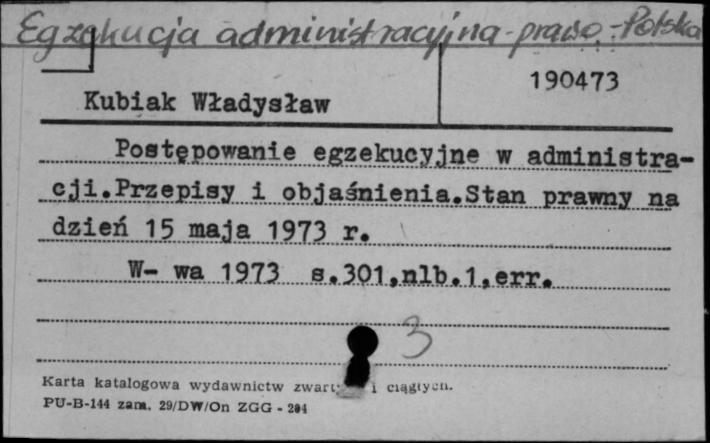 Egzekucja administracyjna - prawo - Polska
190473
Kubiak Władysław
Postępowanie egzekucyjne w administra-
cji.Przepisy i objaśnienia.Stan prawny na
dzień 15 maja 1973 r.
W- wa 1973 s.301,nlb.1,err.
3
Karta katalogowa wydawnictw i ciągłych.
PU-B-144 zam. 29/DW/On ZGG - 204